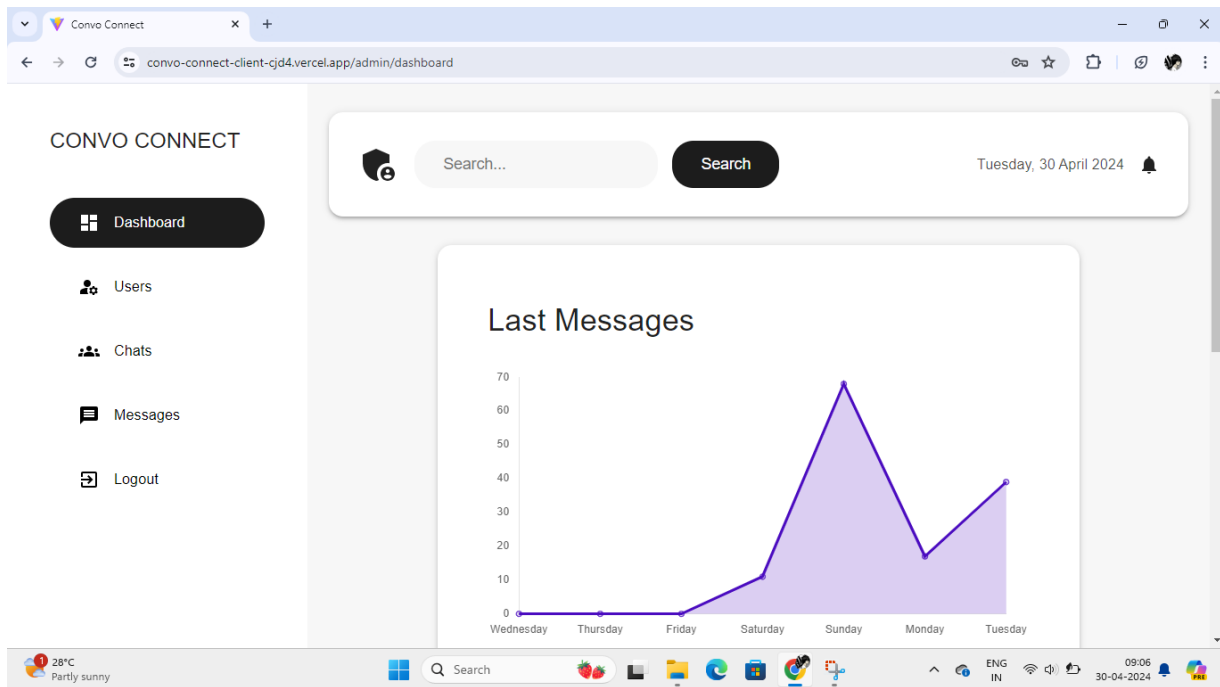 Convo Connect
convo-connect-client-cjd4.vercel.app/admin/dashboard
CONVO CONNECT
Dashboard
Users
Chats
Messages
Logout
Search...
Search
Tuesday, 30 April 2024
Last Messages
70
60
50
40
30
20
10
0
Wednesday Thursday Friday Saturday Sunday Monday Tuesday
1
28°C
Partly sunny
Search
ENG
IN
09:06
30-04-2024
PRE